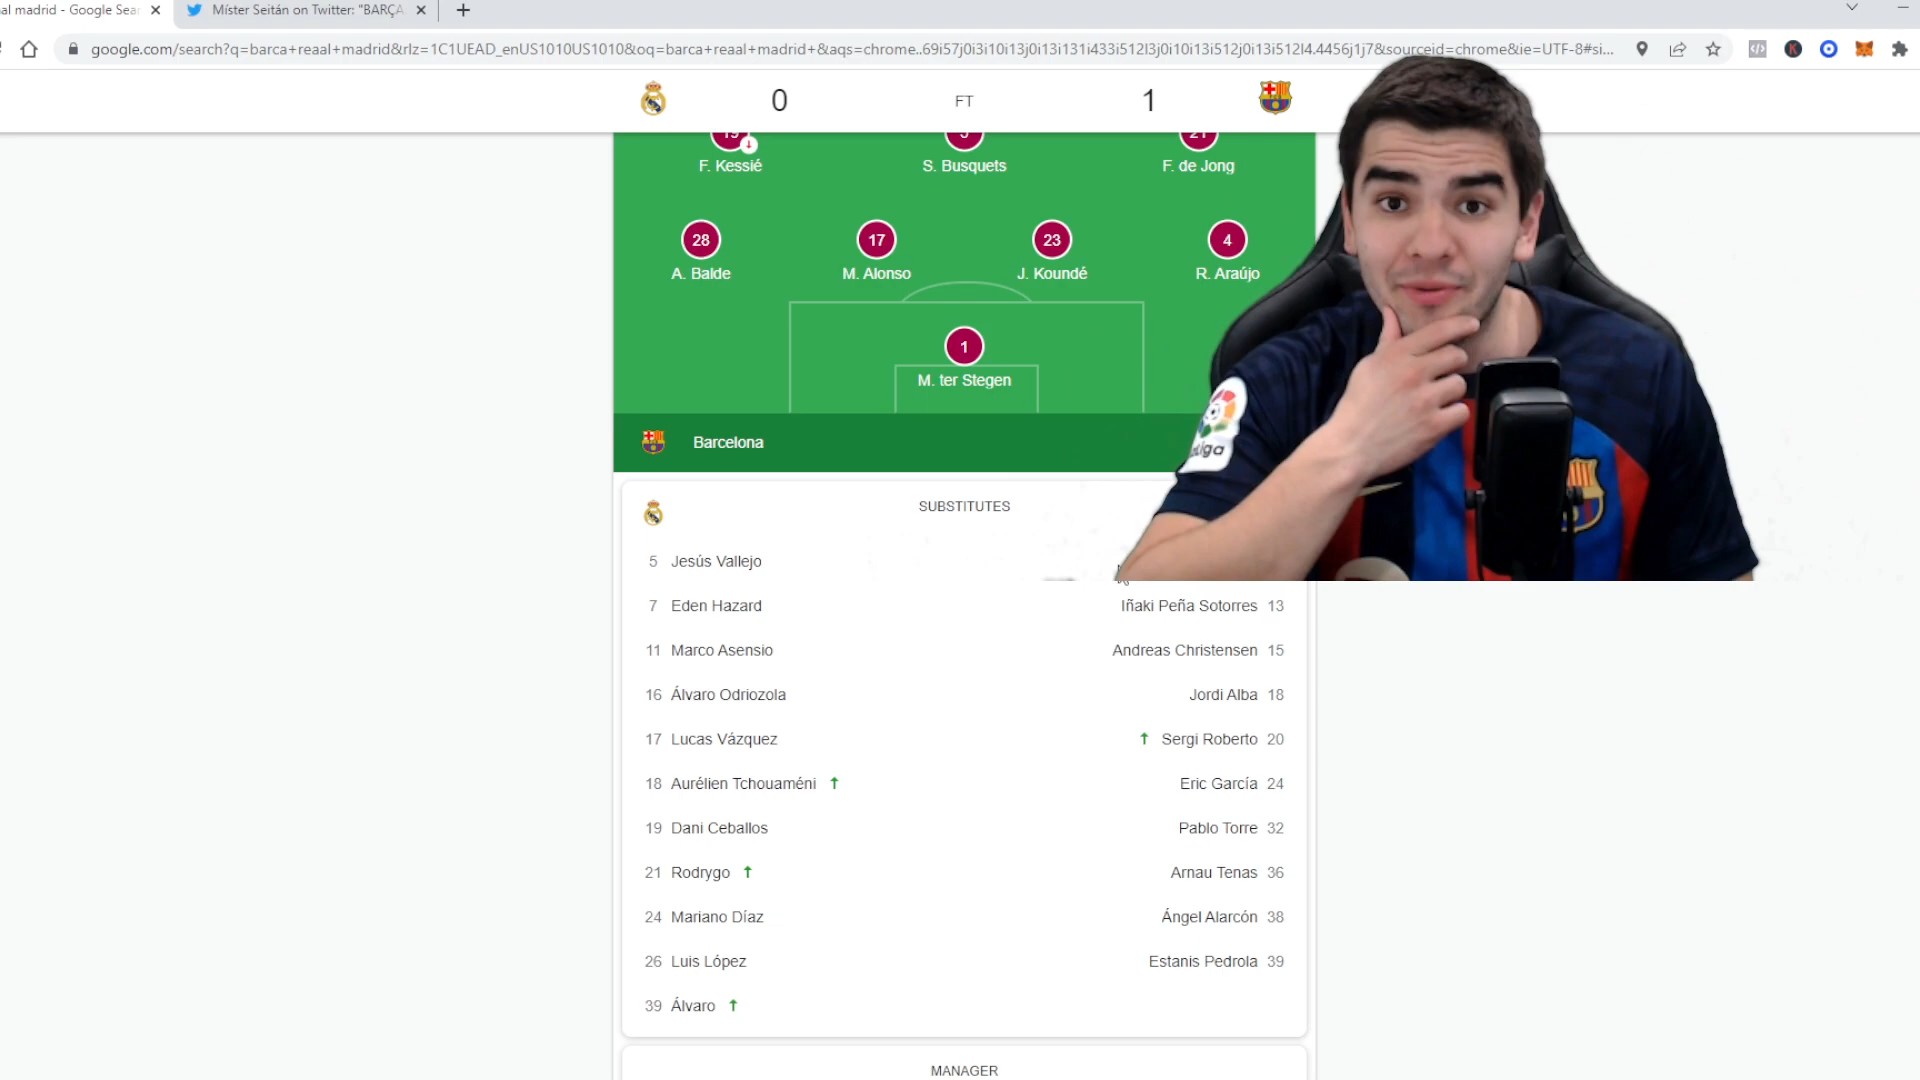 al madrid - Google Sear
Míster Seitán on Twitter: "BARÇA
google.com/search?q=barca+reaal+madrid&rlz=1C1UEAD_enUS1010US1010&oq=barca+reaal+madrid+&aqs=chrome..69i57j0i3i10i13j0i13i131i433i512l3j0i10i13i512j0i13i512l4.4456j1j7&sourceid=chrome&ie=UTF-8#si...
0 FT 1
19 5 21
F. Kessié S. Busquets F. de Jong
28 17 23 4
A. Balde M. Alonso J. Koundé R. Araújo
1
M. ter Stegen
Barcelona
SUBSTITUTES
5 Jesús Vallejo
7 Eden Hazard Iñaki Peña Sotorres 13
11 Marco Asensio Andreas Christensen 15
16 Álvaro Odriozola Jordi Alba 18
17 Lucas Vázquez Sergi Roberto 20
18 Aurélien Tchouaméni Eric García 24
19 Dani Ceballos Pablo Torre 32
21 Rodrygo Arnau Tenas 36
24 Mariano Díaz Ángel Alarcón 38
26 Luis López Estanis Pedrola 39
39 Álvaro
MANAGER